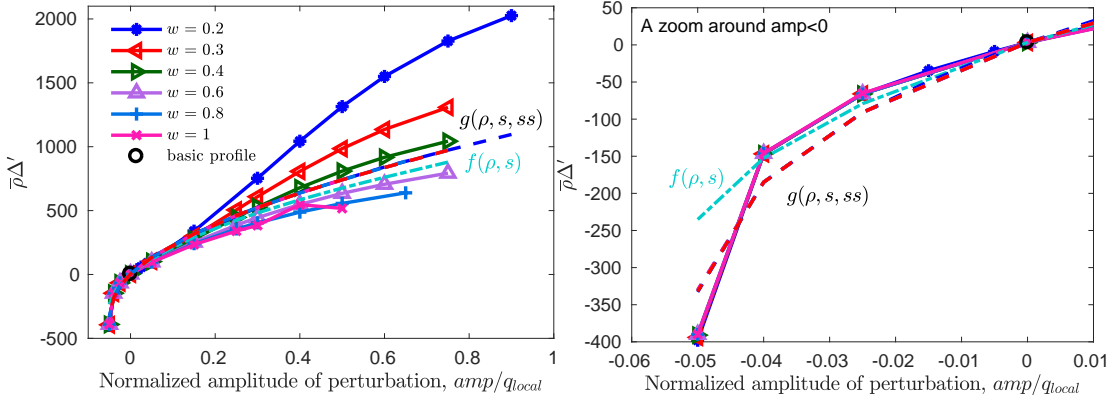 2000
1500
1000
500
0
-500
ρ̅Δ′
w = 0.2
w = 0.3
w = 0.4
w = 0.6
w = 0.8
w = 1
basic profile
g(ρ, s, ss)
f(ρ, s)
0 0.2 0.4 0.6 0.8 1
Normalized amplitude of perturbation, amp/q_local
A zoom around amp<0
50
0
-50
-100
-150
-200
-250
-300
-350
-400
ρ̅Δ′
f(ρ, s)
g(ρ, s, ss)
-0.06 -0.05 -0.04 -0.03 -0.02 -0.01 0 0.01
Normalized amplitude of perturbation, amp/q_local